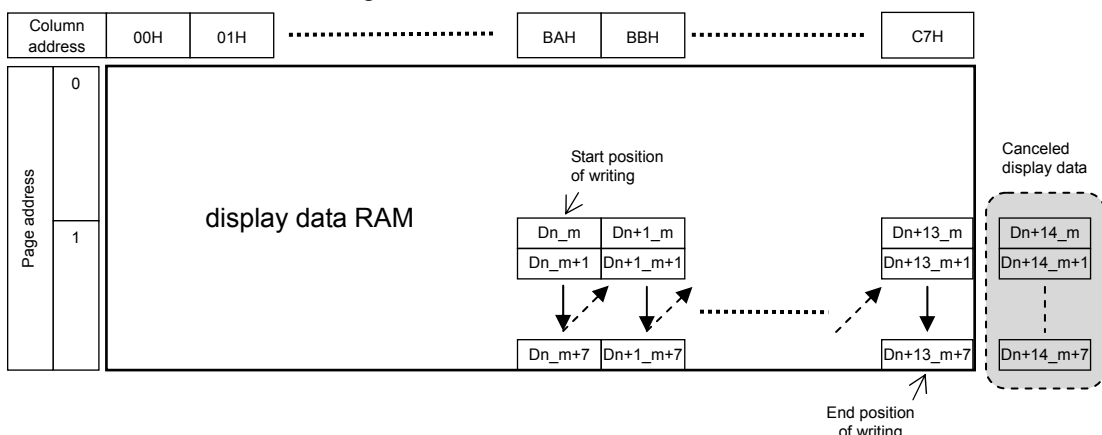 Column
address
00H 01H BAH BBH C7H
Page address
0
Start position
of writing
Canceled
display data
display data RAM
1
Dn_m Dn+1_m Dn+13_m Dn+14_m
Dn_m+1 Dn+1_m+1 Dn+13_m+1 Dn+14_m+1
Dn_m+7 Dn+1_m+7 Dn+13_m+7 Dn+14_m+7
End position
of writing